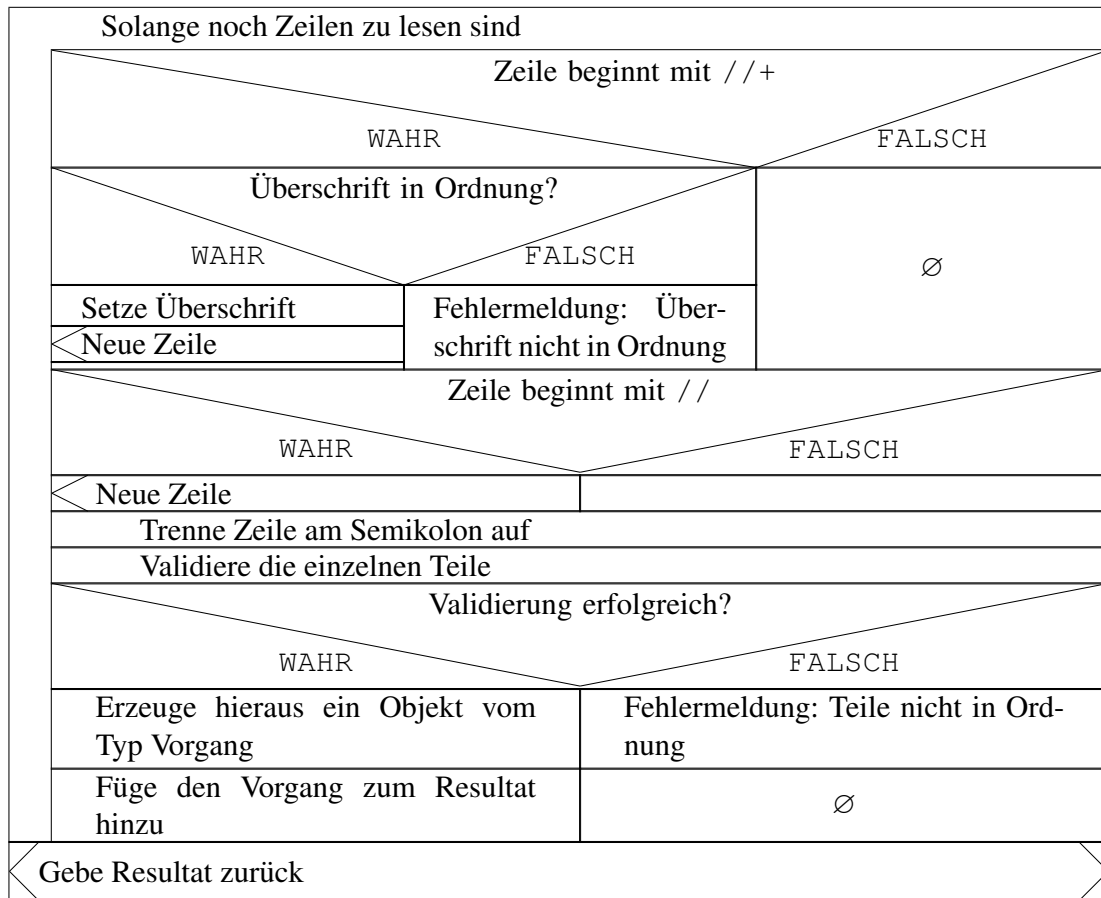 Solange noch Zeilen zu lesen sind
Zeile beginnt mit //+
WAHR
FALSCH
Überschrift in Ordnung?
WAHR
FALSCH
∅
Setze Überschrift
Neue Zeile
Fehlermeldung: Über-
schrift nicht in Ordnung
Zeile beginnt mit //
WAHR
FALSCH
Neue Zeile
Trenne Zeile am Semikolon auf
Validiere die einzelnen Teile
Validierung erfolgreich?
WAHR
FALSCH
Erzeuge hieraus ein Objekt vom
Typ Vorgang
Fehlermeldung: Teile nicht in Ord-
nung
Füge den Vorgang zum Resultat
hinzu
∅
Gebe Resultat zurück